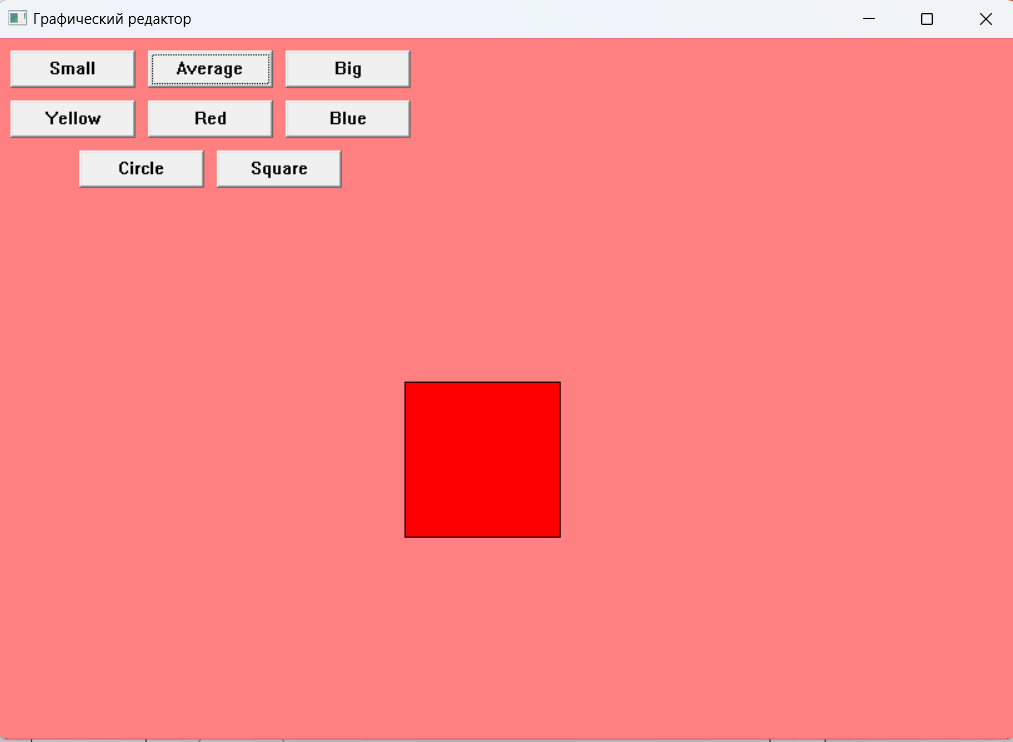 Графический редактор
Small Average Big
Yellow Red Blue
Circle Square